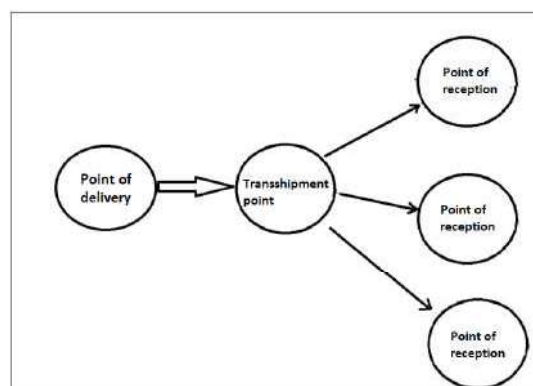 Point of
delivery
Transshipment
point
Point of
reception
Point of
reception
Point of
reception